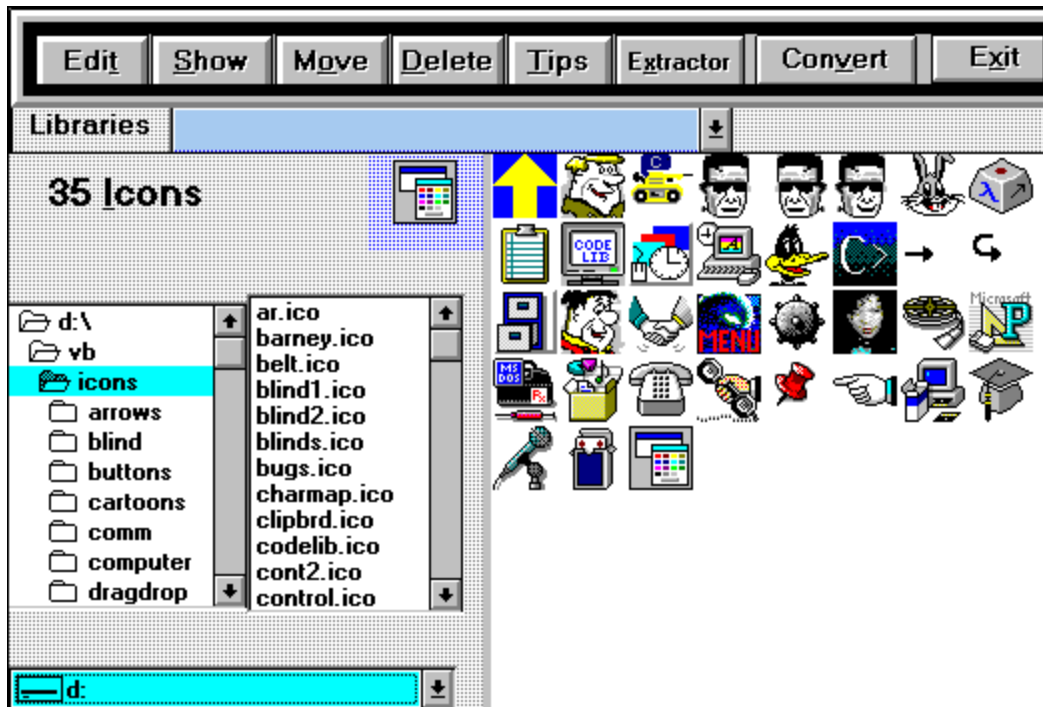 Edit Show Move Delete Tips Extractor Convert Exit
Libraries
35 Icons
d:\
vb
icons
arrows
blind
buttons
cartoons
comm
computer
dragdrop
ar.ico
barney.ico
belt.ico
blind1.ico
blind2.ico
blinds.ico
bugs.ico
charmap.ico
clipbrd.ico
codelib.ico
cont2.ico
control.ico
d:
C
λ
CODE
LIB
A
C>
MENU
Microsoft
P
MS
DOS
Rx